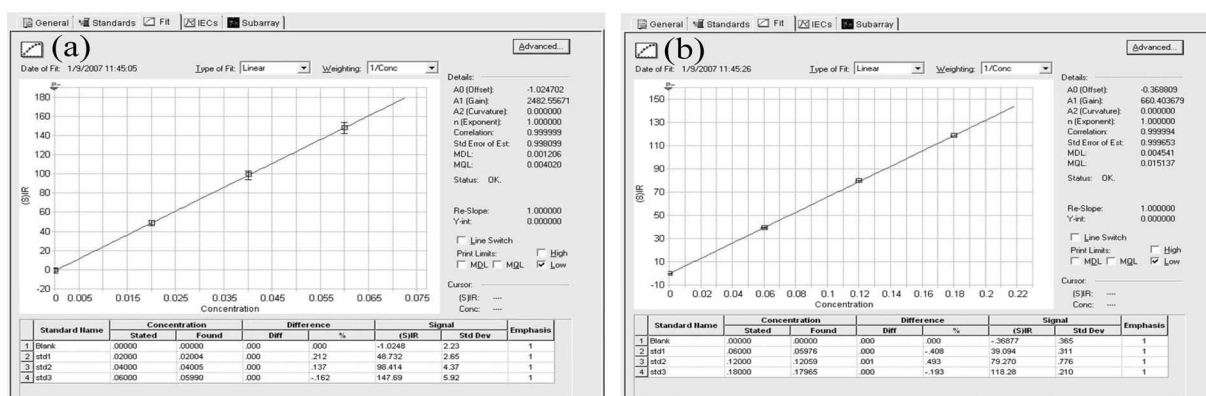 General Standards Fit IECs Subarray
(a)
Advanced...
Date of Fit: 1/9/2007 11:45:05 Type of Fit: Linear Weighting: 1/Conc
Details:
A0 (Offset): -1.024702
A1 (Gain): 2482.55671
A2 (Curvature): 0.000000
n (Exponent): 1.000000
Correlation: 0.999999
Std Error of Est: 0.998099
MDL: 0.001206
MQL: 0.004020
Status: OK.
Re-Slope: 1.000000
Y-int: 0.000000
Line Switch
Print Limits: High
MDL MQL Low
Cursor:
(S)IR: ----
Conc: ----
(S)IR
180
160
140
120
100
80
60
40
20
0
-20
0 0.005 0.015 0.025 0.035 0.045 0.055 0.065 0.075
Concentration
Standard Name Concentration Difference Signal Emphasis
Stated Found Diff % (S)IR Std Dev
1 Blank .00000 .00000 .000 .000 -1.0248 2.23 1
2 std1 .02000 .02004 .000 .212 48.732 2.65 1
3 std2 .04000 .04005 .000 .137 98.414 4.37 1
4 std3 .06000 .05990 .000 -.162 147.69 5.92 1
General Standards Fit IECs Subarray
(b)
Advanced...
Date of Fit: 1/9/2007 11:45:26 Type of Fit: Linear Weighting: 1/Conc
Details:
A0 (Offset): -0.368809
A1 (Gain): 660.403679
A2 (Curvature): 0.000000
n (Exponent): 1.000000
Correlation: 0.999994
Std Error of Est: 0.999653
MDL: 0.004541
MQL: 0.015137
Status: OK.
Re-Slope: 1.000000
Y-int: 0.000000
Line Switch
Print Limits: High
MDL MQL Low
Cursor:
(S)IR: ----
Conc: ----
(S)IR
150
130
110
90
70
50
30
10
-10
0 0.02 0.04 0.06 0.08 0.1 0.12 0.14 0.16 0.18 0.2 0.22
Concentration
Standard Name Concentration Difference Signal Emphasis
Stated Found Diff % (S)IR Std Dev
1 Blank .00000 .00000 .000 .000 -.36877 .365 1
2 std1 .06000 .05976 .000 -.408 39.094 .311 1
3 std2 .12000 .12059 .001 .493 79.270 .776 1
4 std3 .18000 .17965 .000 -.193 118.28 .210 1